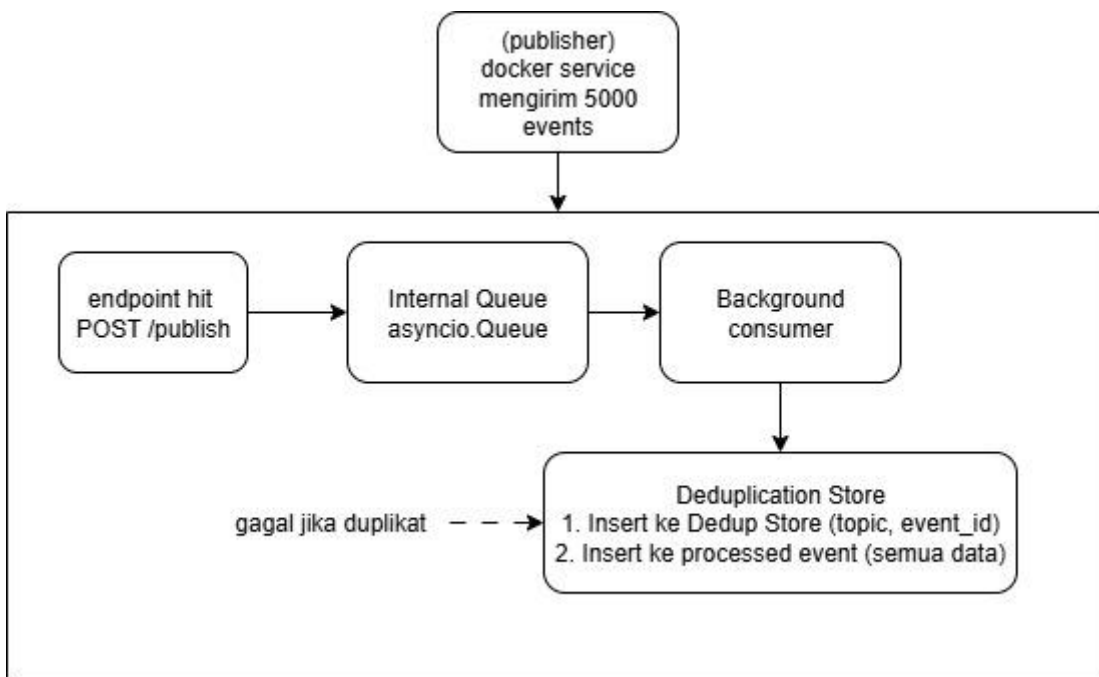 (publisher)
docker service
mengirim 5000
events
endpoint hit
POST /publish
Internal Queue
asyncio.Queue
Background
consumer
Deduplication Store
1. Insert ke Dedup Store (topic, event_id)
2. Insert ke processed event (semua data)
gagal jika duplikat